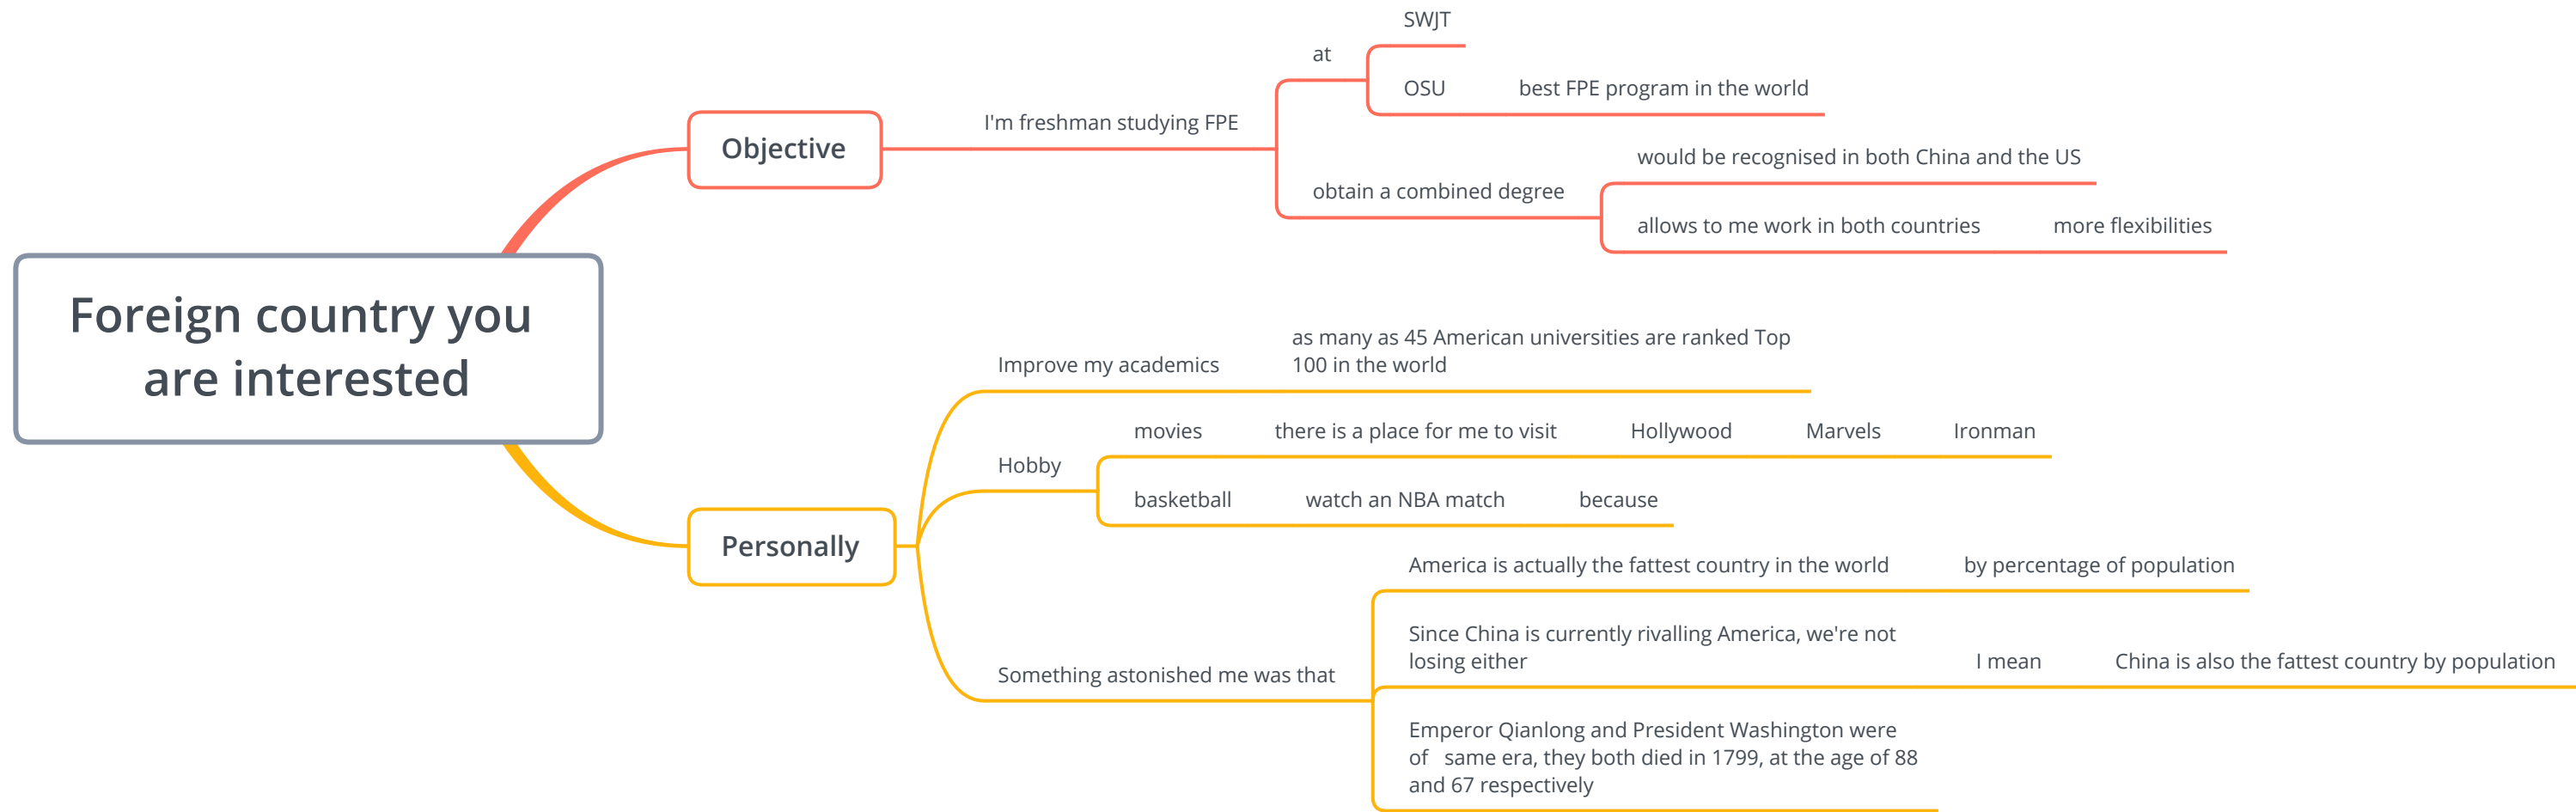 Foreign country you
are interested
Objective
I'm freshman studying FPE
at
SWJT
OSU
best FPE program in the world
obtain a combined degree
would be recognised in both China and the US
allows to me work in both countries
more flexibilities
Personally
Improve my academics
as many as 45 American universities are ranked Top
100 in the world
Hobby
movies
there is a place for me to visit
Hollywood
Marvels
Ironman
basketball
watch an NBA match
because
Something astonished me was that
America is actually the fattest country in the world
by percentage of population
Since China is currently rivalling America, we're not
losing either
I mean
China is also the fattest country by population
Emperor Qianlong and President Washington were
of same era, they both died in 1799, at the age of 88
and 67 respectively